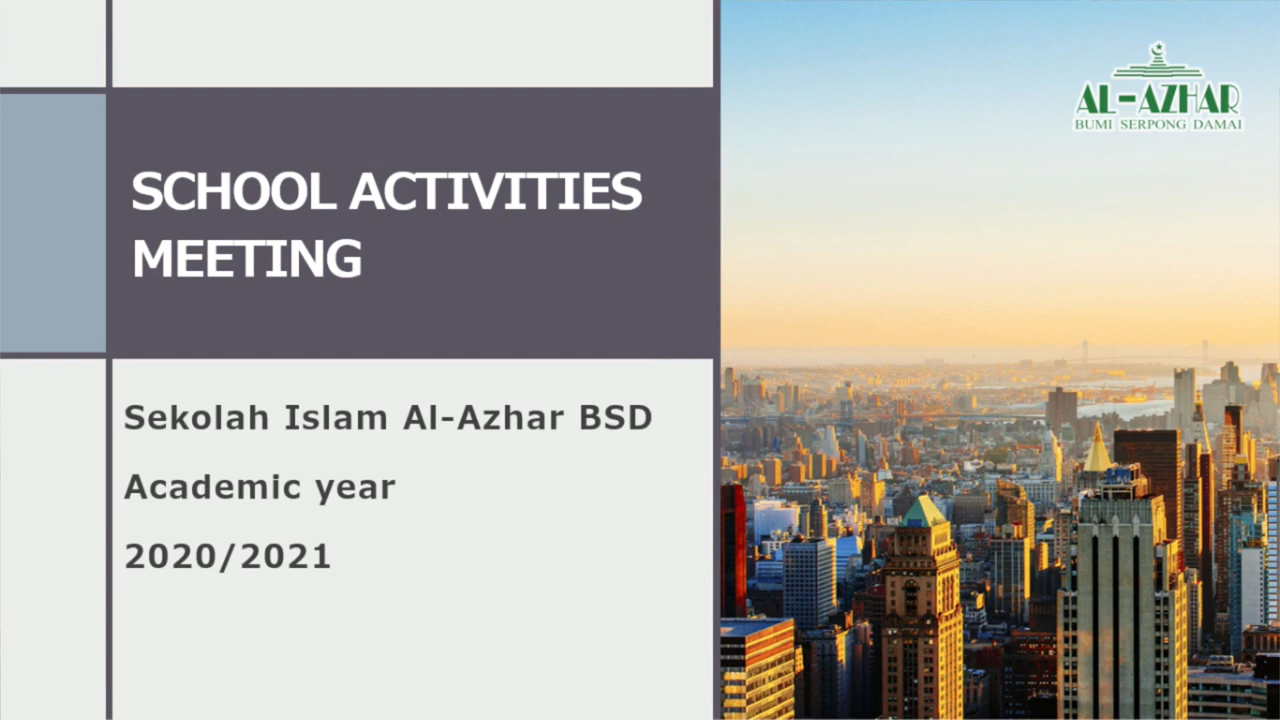 SCHOOL ACTIVITIES
MEETING
Sekolah Islam Al-Azhar BSD
Academic year
2020/2021
AL-AZHAR
BUMI SERPONG DAMAI